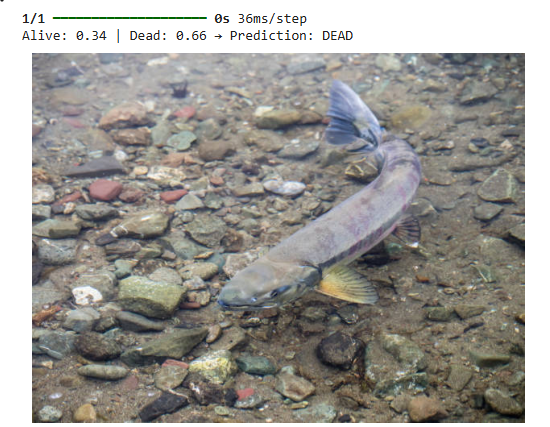 1/1 ━━━━━━━━━━━━━━━━━━━━ 0s 36ms/step
Alive: 0.34 | Dead: 0.66 → Prediction: DEAD